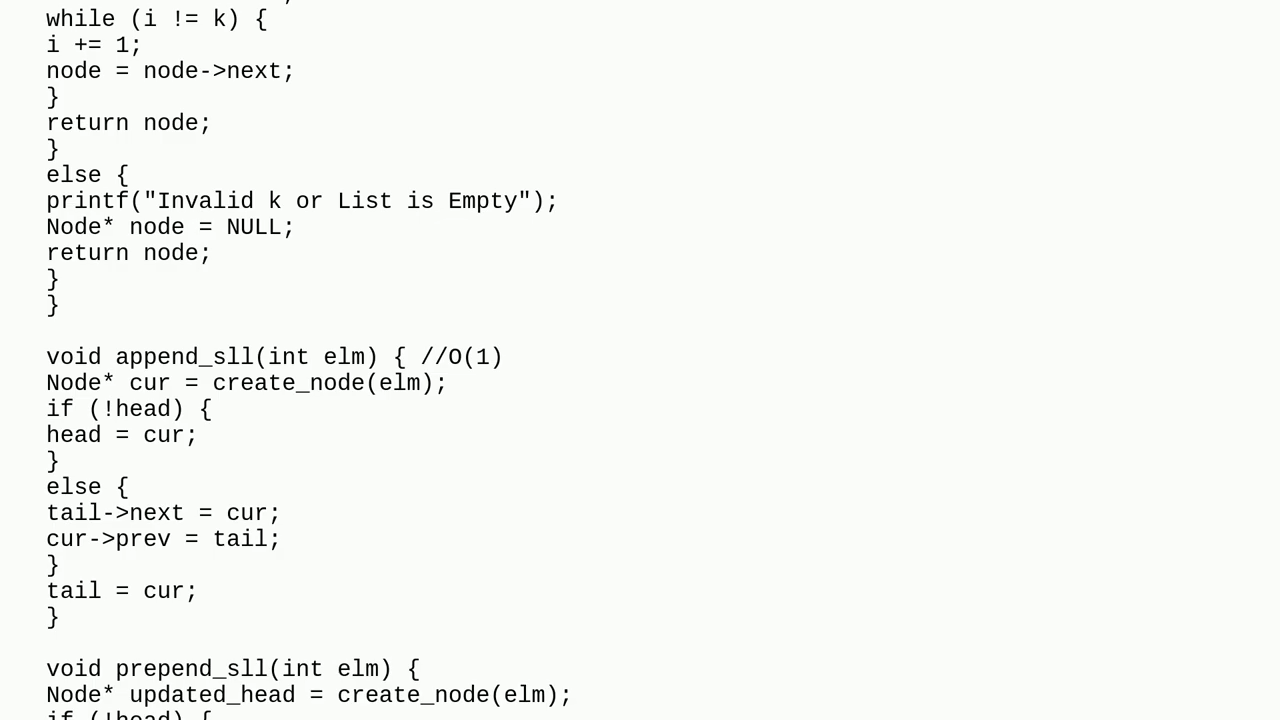 while (i != k) {
i += 1;
node = node->next;
}
return node;
}
else {
printf("Invalid k or List is Empty");
Node* node = NULL;
return node;
}
}

void append_sll(int elm) { //O(1)
Node* cur = create_node(elm);
if (!head) {
head = cur;
}
else {
tail->next = cur;
cur->prev = tail;
}
tail = cur;
}

void prepend_sll(int elm) {
Node* updated_head = create_node(elm);
if (!head) {